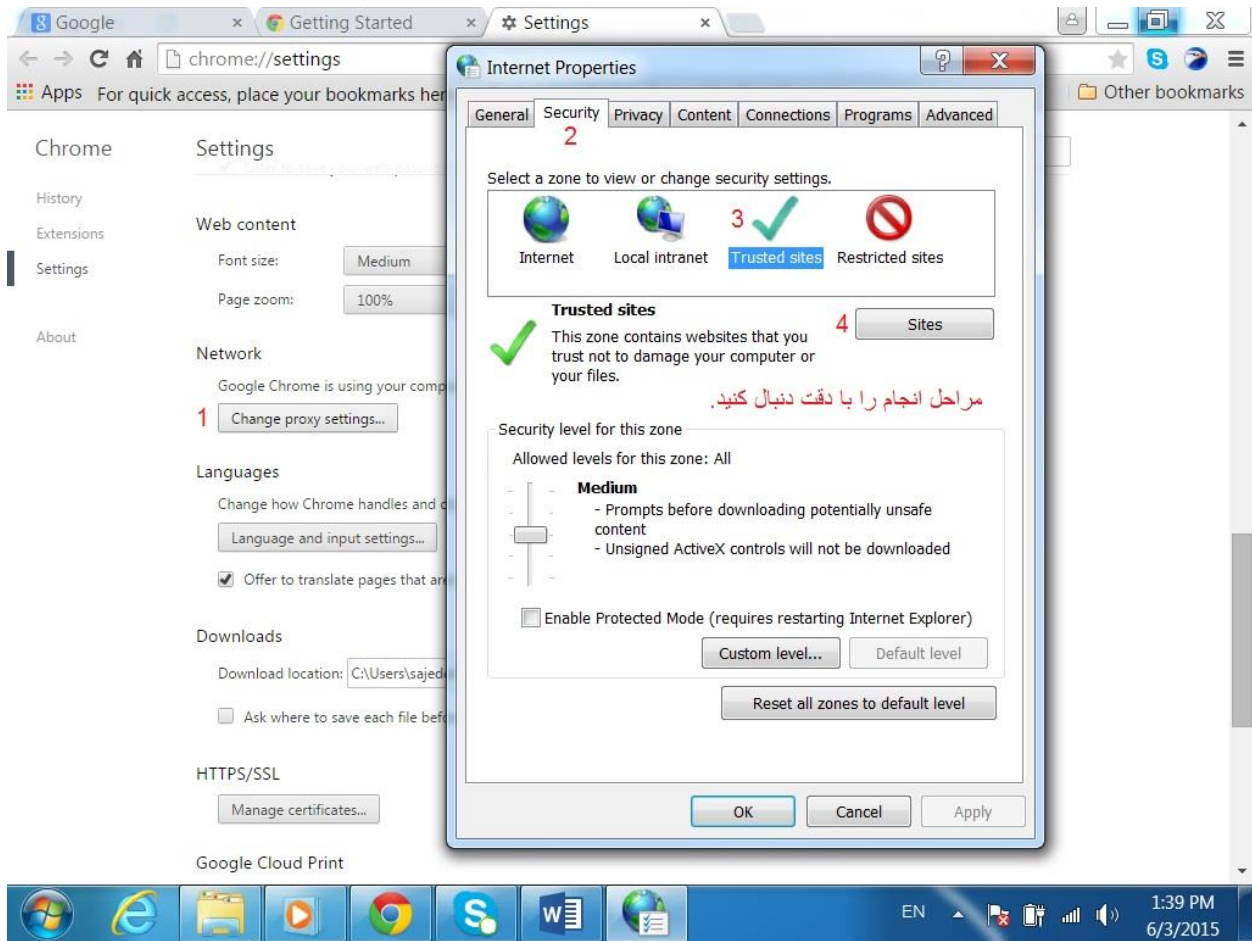 Google
Getting Started
Settings
chrome://settings
Apps For quick access, place your bookmarks her
Other bookmarks
Chrome
History
Extensions
Settings
About
Settings
Web content
Font size: Medium
Page zoom: 100%
Network
Google Chrome is using your comp
1 Change proxy settings...
Languages
Change how Chrome handles and
Language and input settings...
Offer to translate pages that are
Downloads
Download location: C:\Users\sajede
Ask where to save each file befo
HTTPS/SSL
Manage certificates...
Google Cloud Print
Internet Properties
General Security Privacy Content Connections Programs Advanced
2
Select a zone to view or change security settings.
3
Internet Local intranet Trusted sites Restricted sites
Trusted sites
4 Sites
This zone contains websites that you
trust not to damage your computer or
your files.
مراحل انجام را با دقت دنبال کنید.
Security level for this zone
Allowed levels for this zone: All
Medium
- Prompts before downloading potentially unsafe
content
- Unsigned ActiveX controls will not be downloaded
Enable Protected Mode (requires restarting Internet Explorer)
Custom level... Default level
Reset all zones to default level
OK Cancel Apply
EN
1:39 PM
6/3/2015